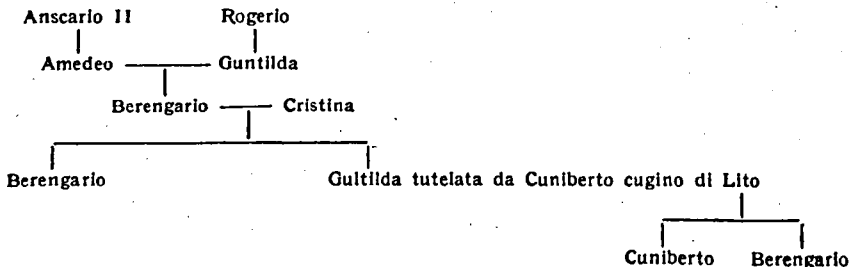 Anscario II Rogerio
Amedeo Guntilda
Berengario Cristina
Berengario Gultilda tutelata da Cuniberto cugino di Lito
Cuniberto Berengario